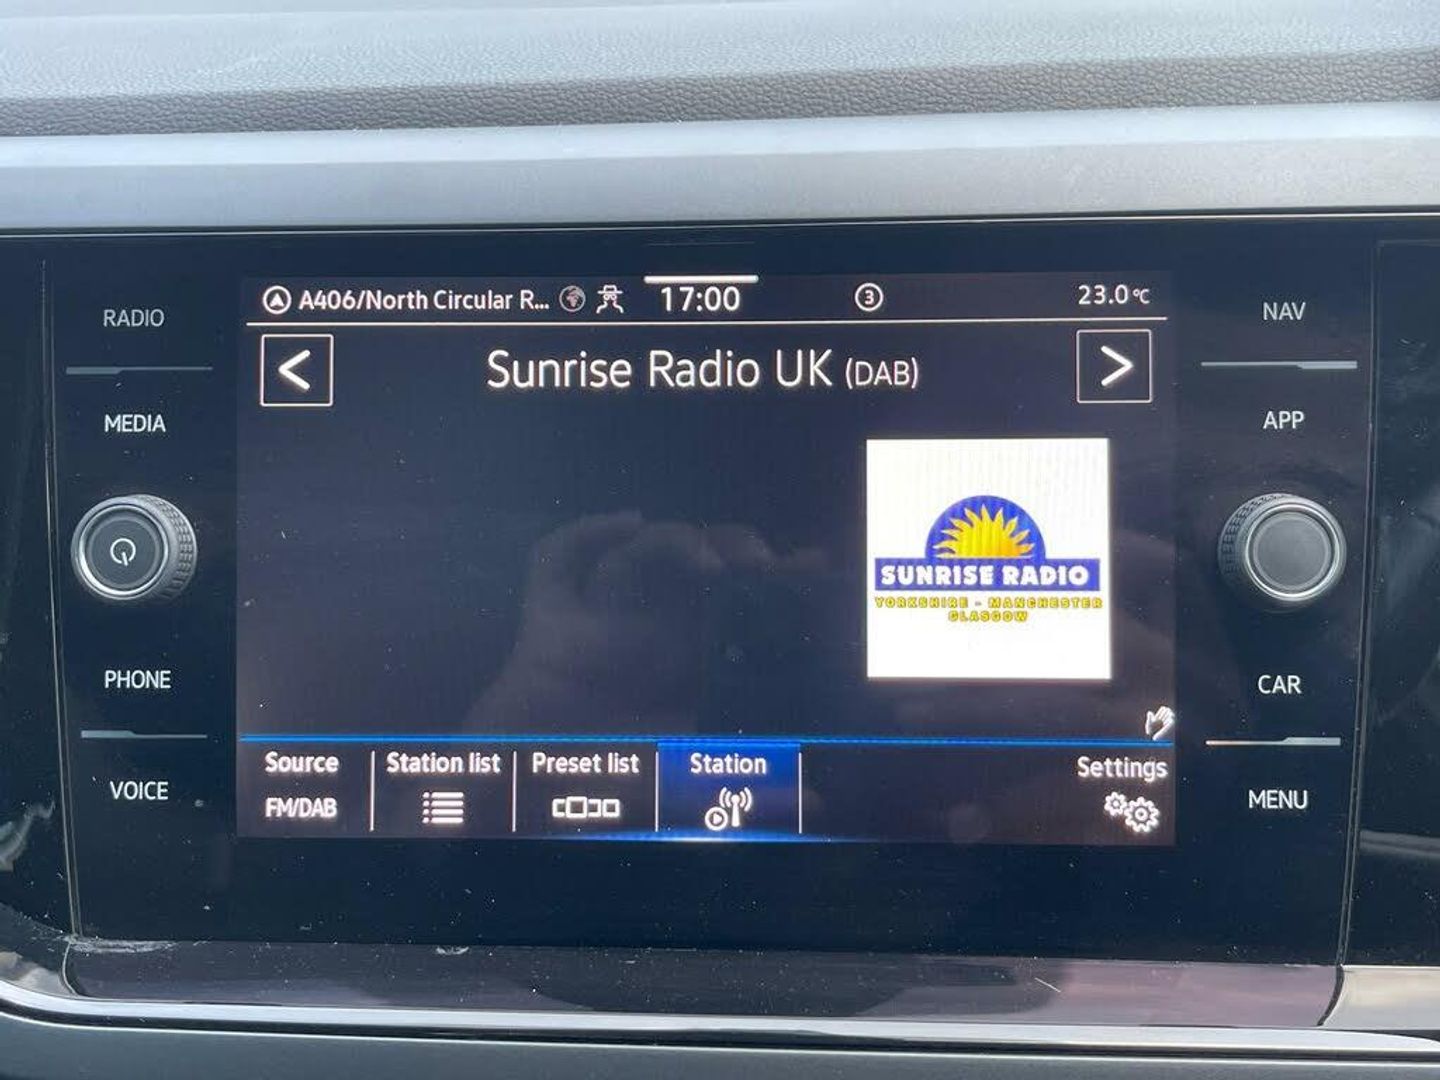 A406/North Circular R... 17:00 3 23.0°C
RADIO
NAV
< Sunrise Radio UK (DAB) >
MEDIA
APP
SUNRISE RADIO
YORKSHIRE - MANCHESTER
GLASGOW
PHONE
CAR
Source Station list Preset list Station Settings
FM/DAB
VOICE
MENU